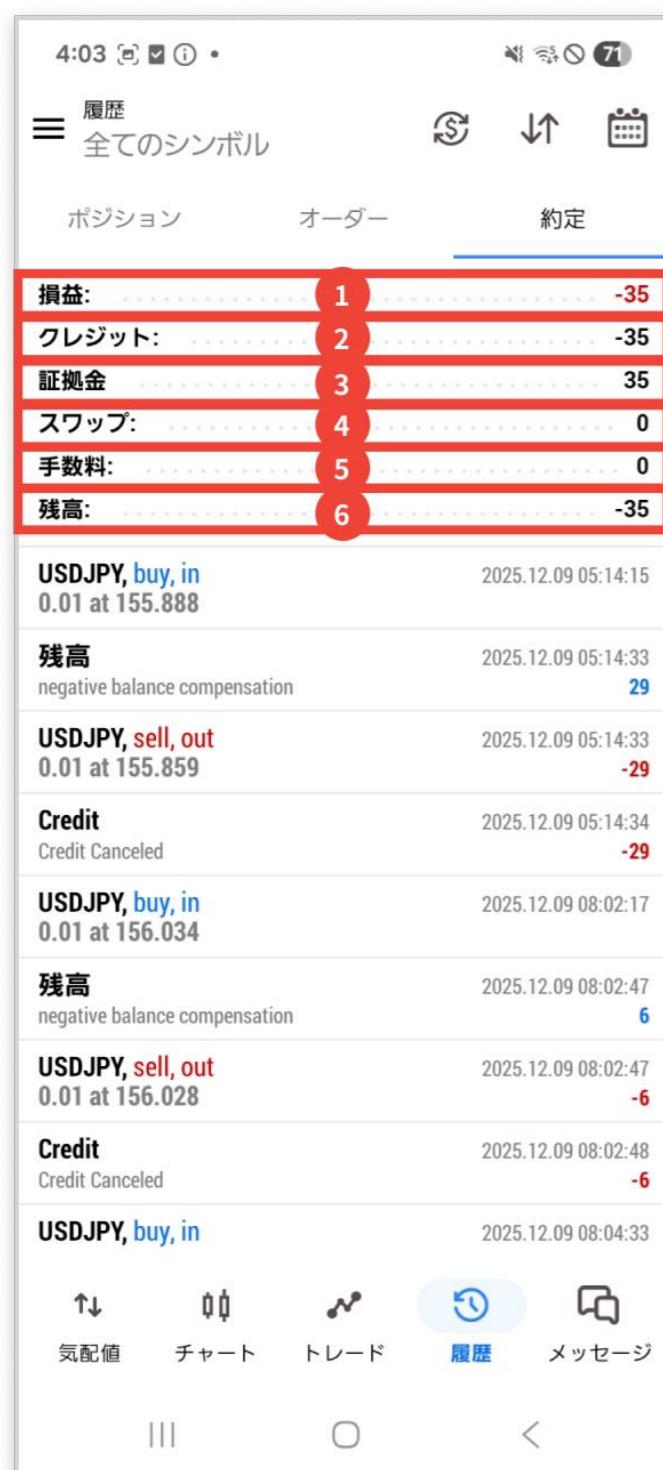 4:03
71
履歴
全てのシンボル
ポジション オーダー 約定
損益: 1 -35
クレジット: 2 -35
証拠金 3 35
スワップ: 4 0
手数料: 5 0
残高: 6 -35
USDJPY, buy, in 2025.12.09 05:14:15
0.01 at 155.888
残高 2025.12.09 05:14:33
negative balance compensation 29
USDJPY, sell, out 2025.12.09 05:14:33
0.01 at 155.859 -29
Credit 2025.12.09 05:14:34
Credit Canceled -29
USDJPY, buy, in 2025.12.09 08:02:17
0.01 at 156.034
残高 2025.12.09 08:02:47
negative balance compensation 6
USDJPY, sell, out 2025.12.09 08:02:47
0.01 at 156.028 -6
Credit 2025.12.09 08:02:48
Credit Canceled -6
USDJPY, buy, in 2025.12.09 08:04:33
気配値 チャート トレード 履歴 メッセージ